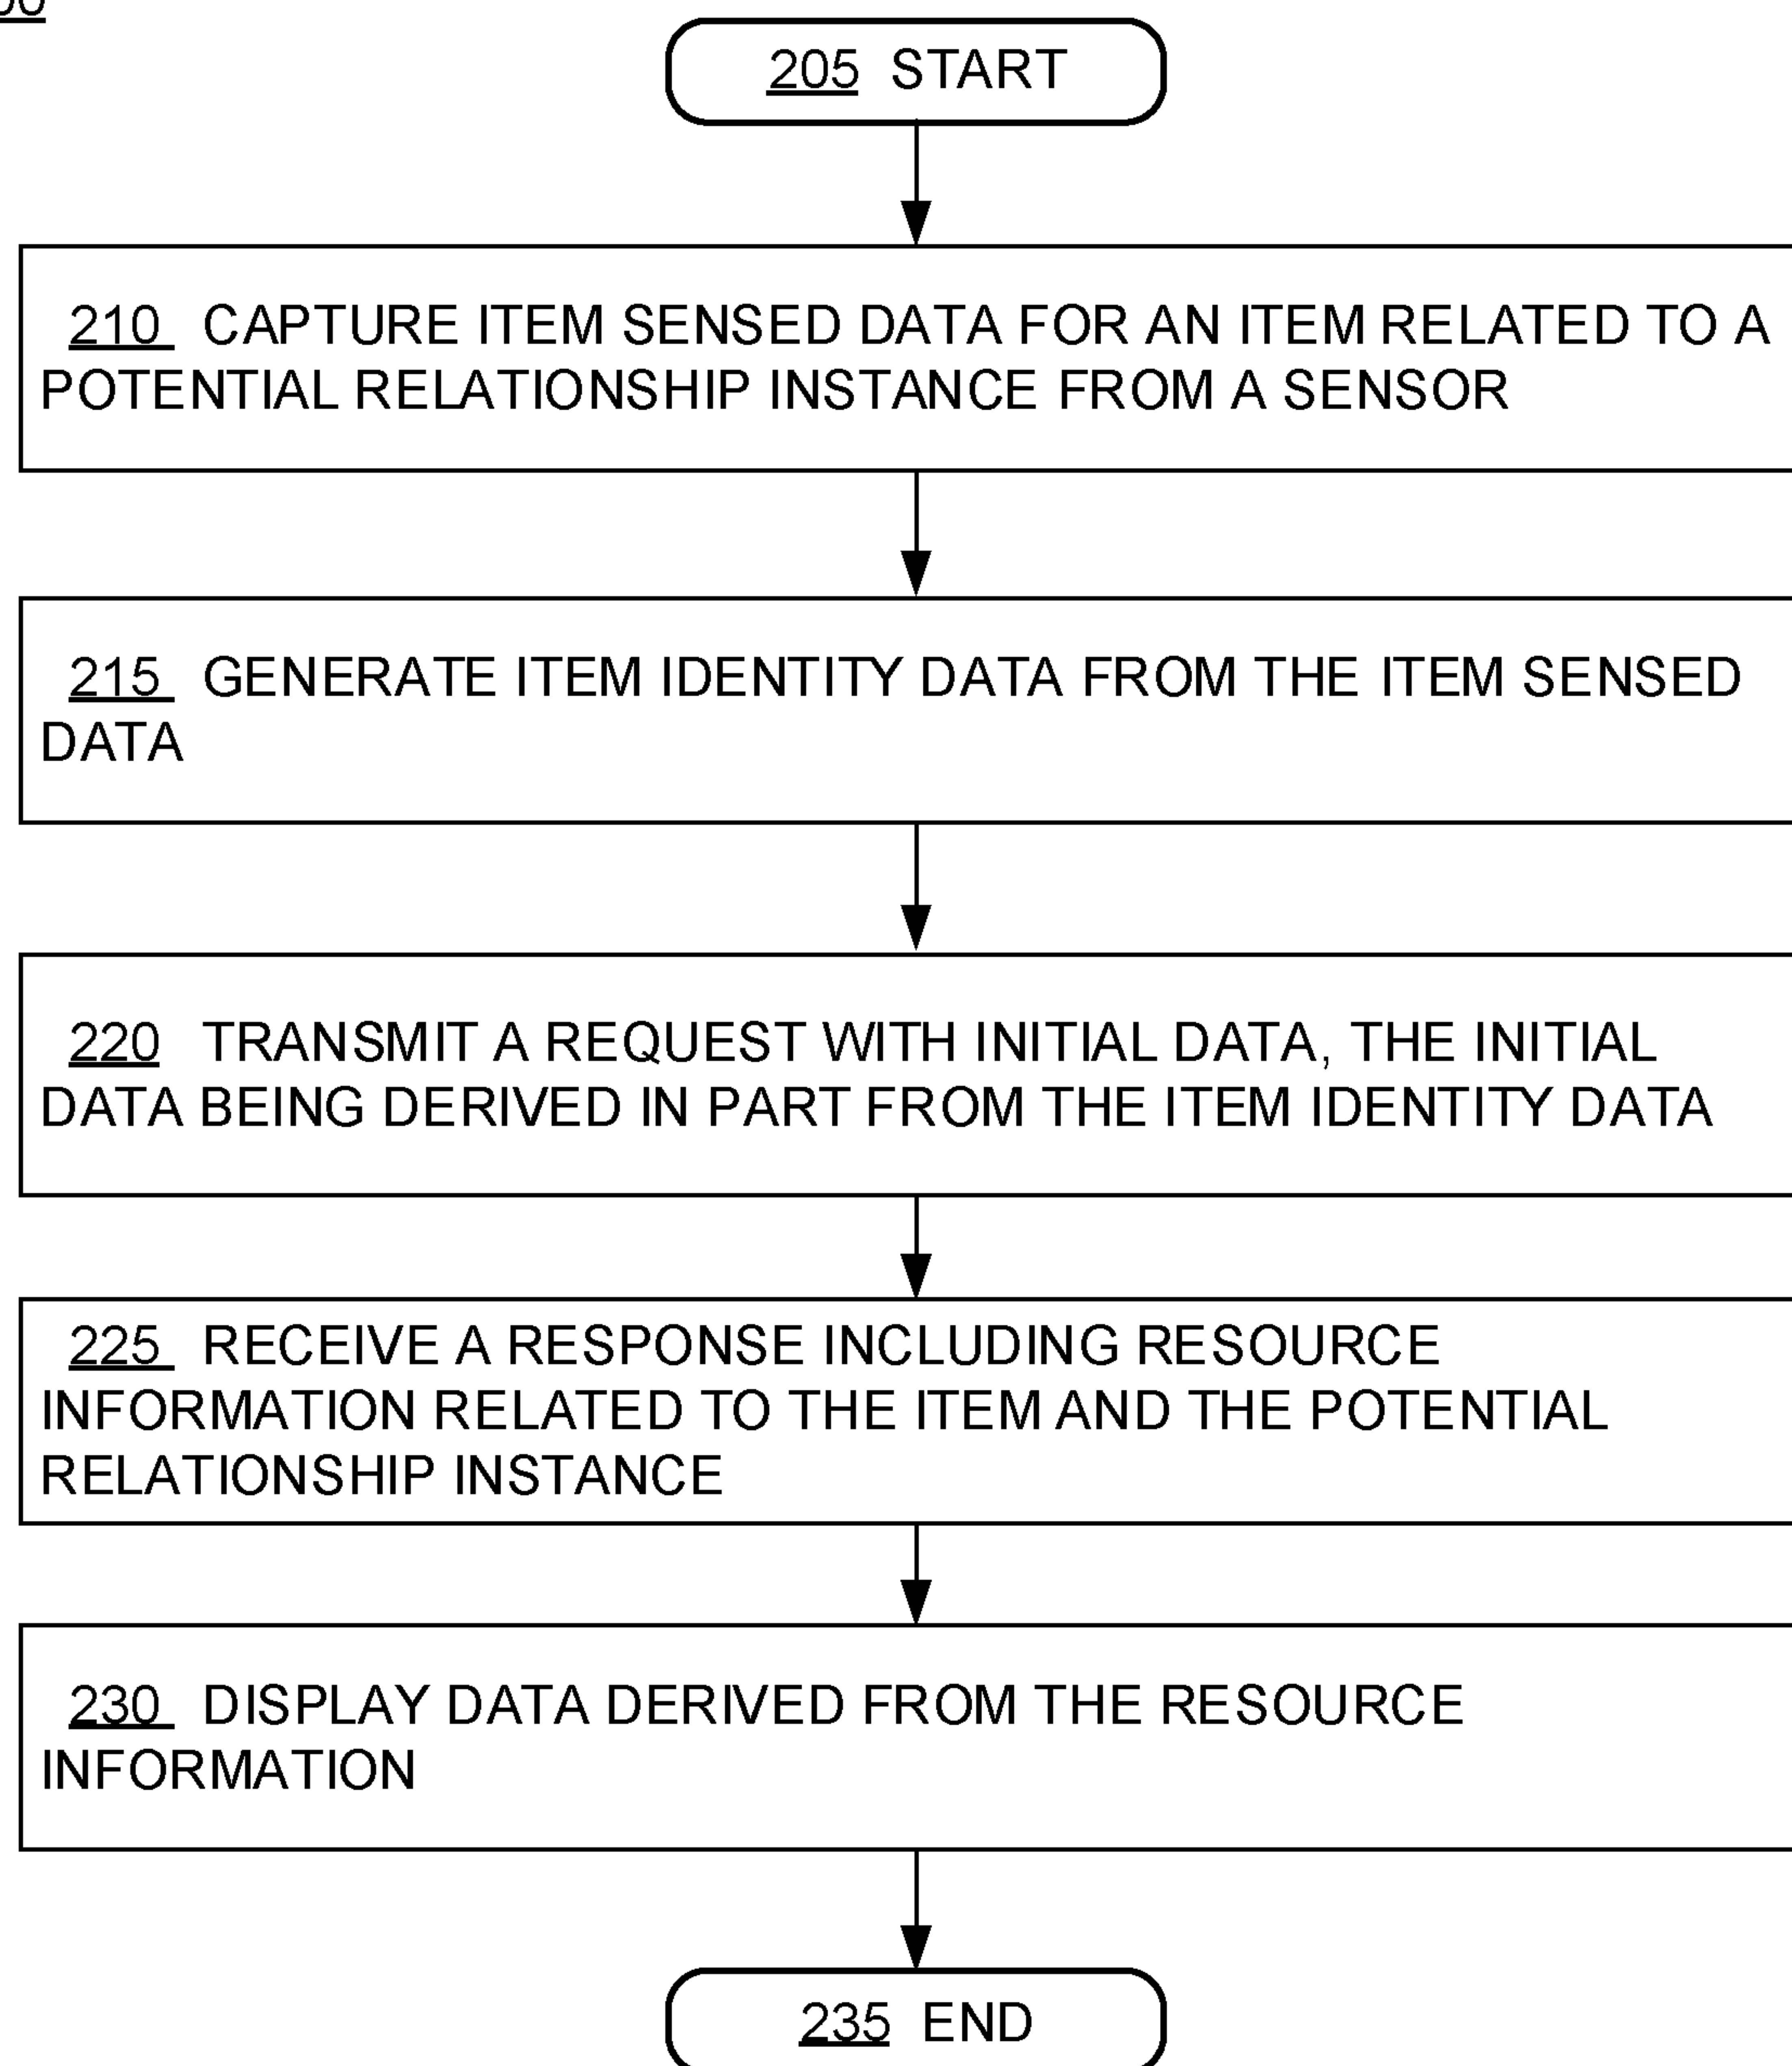 205 START
210 CAPTURE ITEM SENSED DATA FOR AN ITEM RELATED TO A
POTENTIAL RELATIONSHIP INSTANCE FROM A SENSOR
215 GENERATE ITEM IDENTITY DATA FROM THE ITEM SENSED
DATA
220 TRANSMIT A REQUEST WITH INITIAL DATA, THE INITIAL
DATA BEING DERIVED IN PART FROM THE ITEM IDENTITY DATA
225 RECEIVE A RESPONSE INCLUDING RESOURCE
INFORMATION RELATED TO THE ITEM AND THE POTENTIAL
RELATIONSHIP INSTANCE
230 DISPLAY DATA DERIVED FROM THE RESOURCE
INFORMATION
235 END